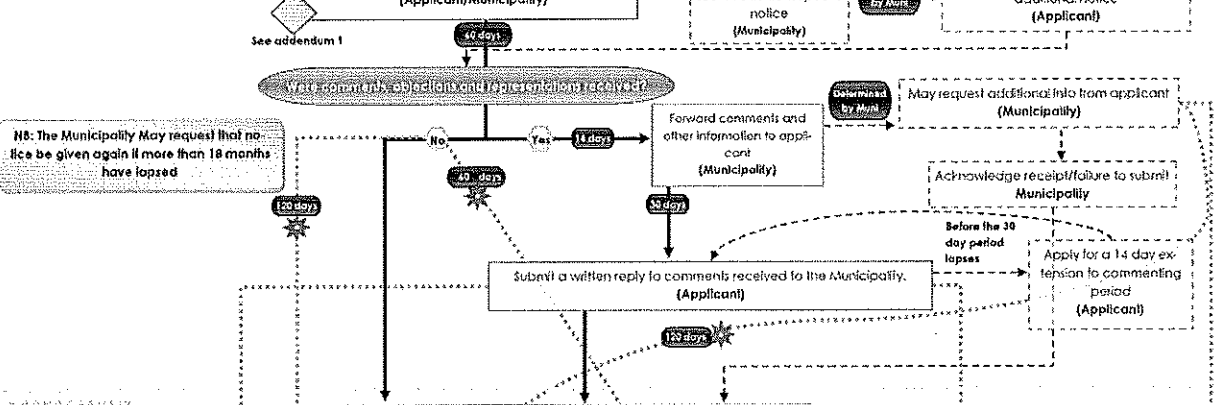 (Applicant/Municipality)
See addendum 1
60 days
notice
(Municipality)
by Muni
additional notice
(Applicant)
Were comments, objections and representations received?
NB: The Municipality May request that no-
tice be given again if more than 18 months
have lapsed
No
Yes
14 days
Forward comments and
other information to appli-
cant
(Municipality)
Determined
by Muni
May request additional info from applicant
(Municipality)
Acknowledge receipt/failure to submit
Municipality
120 days
days
30 days
Before the 30
day period
lapses
Submit a written reply to comments received to the Municipality.
(Applicant)
Apply for a 14 day ex-
tension to commenting
period
(Applicant)
120 days